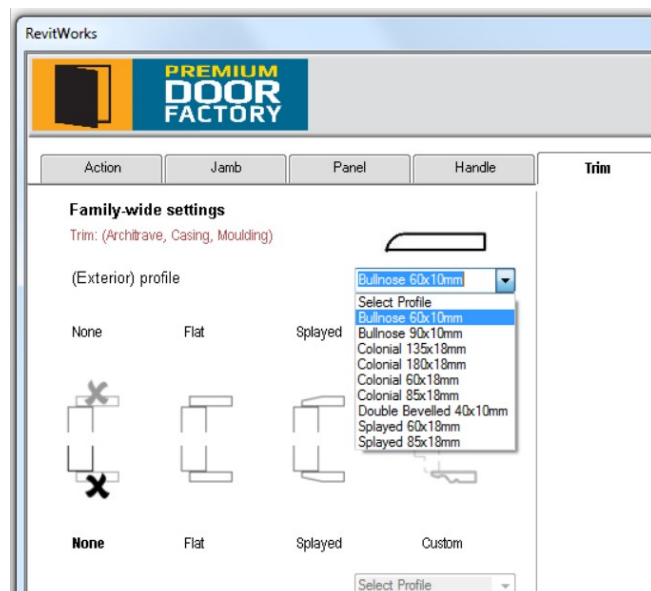 RevitWorks
PREMIUM
DOOR
FACTORY
Action Jamb Panel Handle Trim
Family-wide settings
Trim: (Architrave, Casing, Moulding)
(Exterior) profile Bullnose 60x10mm
Select Profile
Bullnose 60x10mm
Bullnose 90x10mm
Colonial 135x18mm
Colonial 180x18mm
Colonial 60x18mm
Colonial 85x18mm
Double Bevelled 40x10mm
Splayed 60x18mm
Splayed 85x18mm
None Flat Splayed
None Flat Splayed Custom
Select Profile